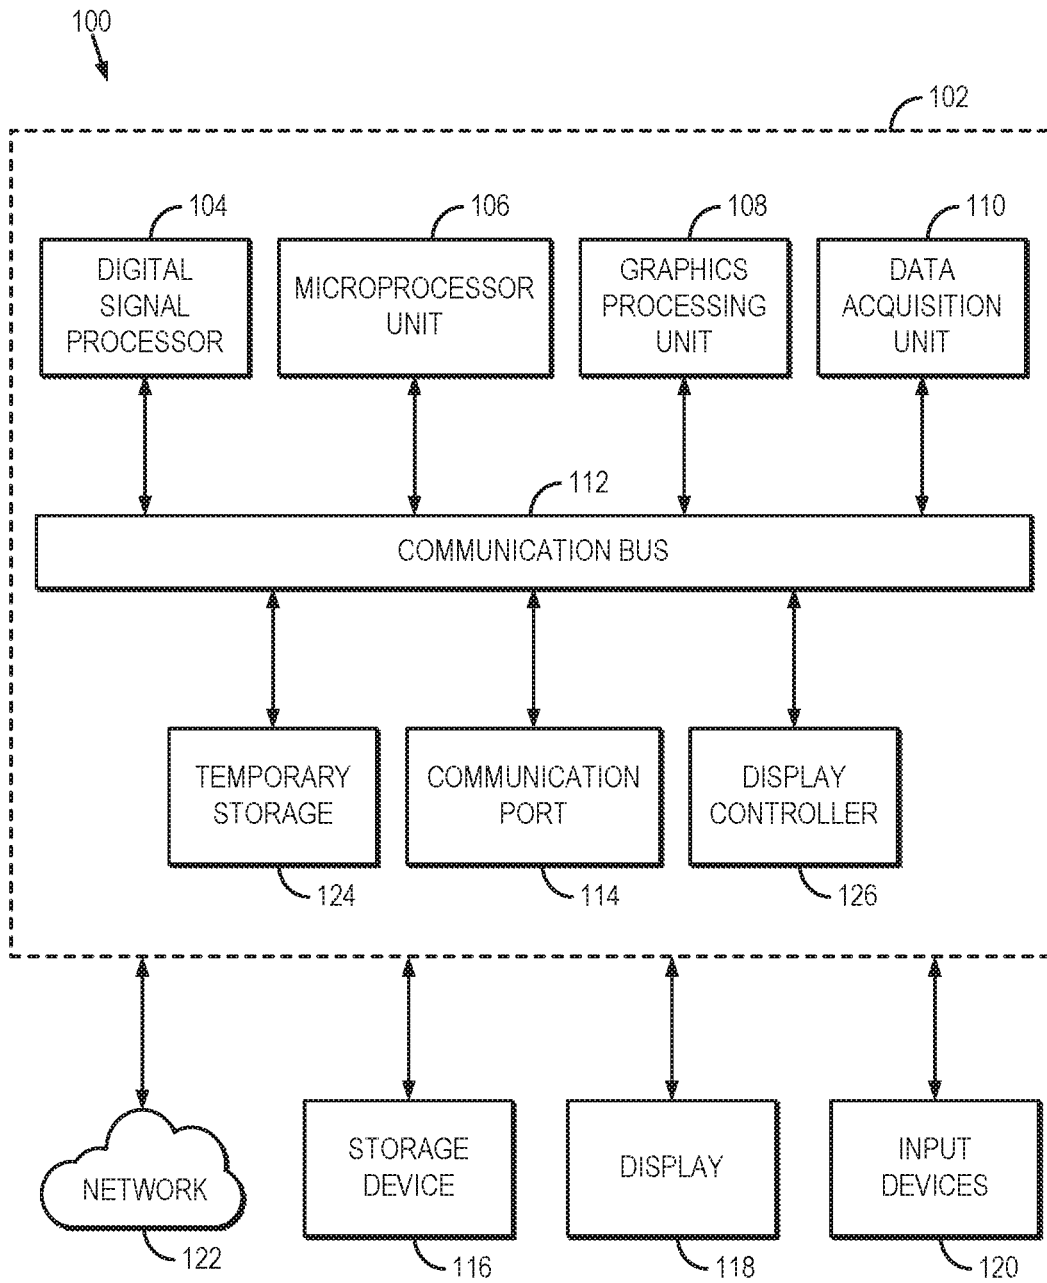 100
102
104
106
108
110
DIGITAL
SIGNAL
PROCESSOR
MICROPROCESSOR
UNIT
GRAPHICS
PROCESSING
UNIT
DATA
ACQUISITION
UNIT
112
COMMUNICATION BUS
TEMPORARY
STORAGE
COMMUNICATION
PORT
DISPLAY
CONTROLLER
124
114
126
NETWORK
STORAGE
DEVICE
DISPLAY
INPUT
DEVICES
122
116
118
120